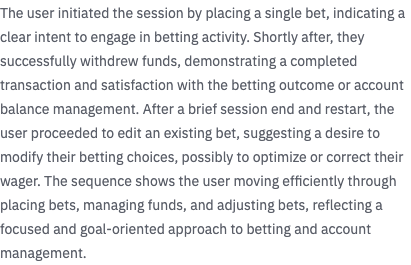 The user initiated the session by placing a single bet, indicating a
clear intent to engage in betting activity. Shortly after, they
successfully withdrew funds, demonstrating a completed
transaction and satisfaction with the betting outcome or account
balance management. After a brief session end and restart, the
user proceeded to edit an existing bet, suggesting a desire to
modify their betting choices, possibly to optimize or correct their
wager. The sequence shows the user moving efficiently through
placing bets, managing funds, and adjusting bets, reflecting a
focused and goal-oriented approach to betting and account
management.